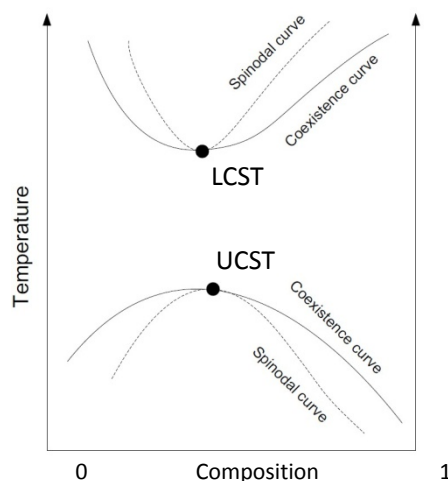 Spinodal curve
Coexistence curve
LCST
Temperature
UCST
Coexistence curve
Spinodal curve
0 Composition 1